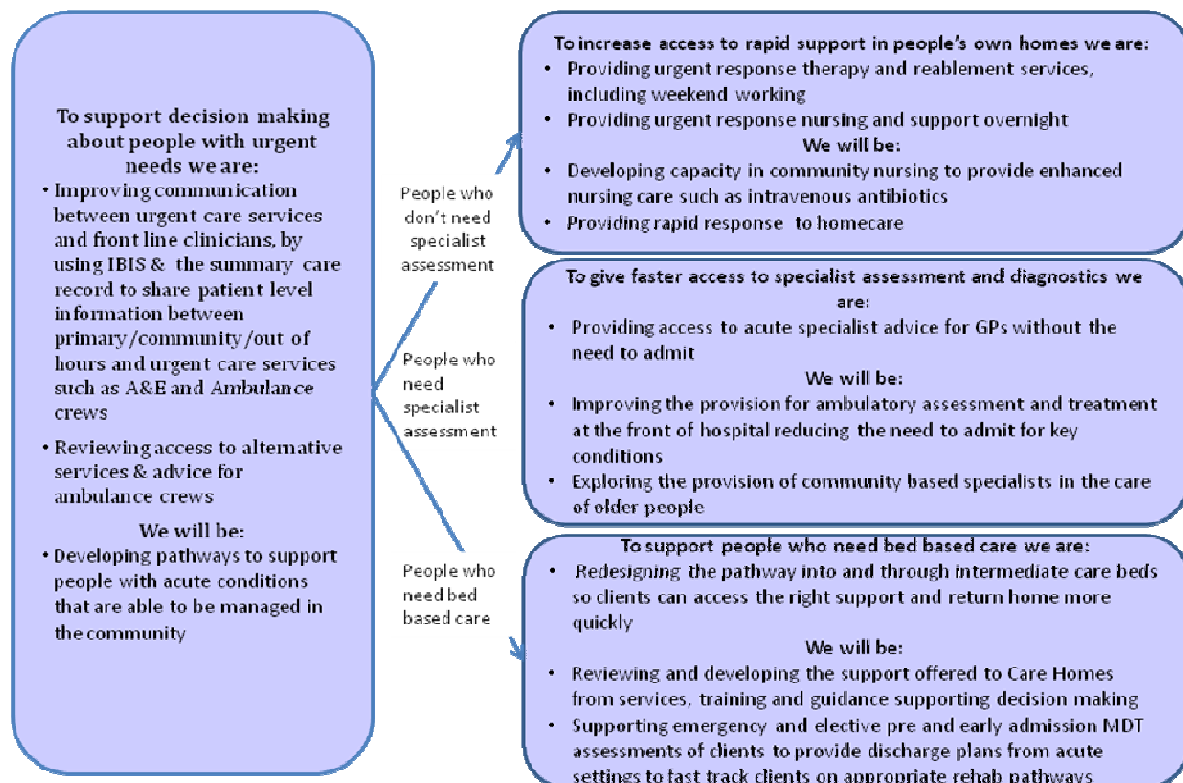 To support decision making
about people with urgent
needs we are:
• Improving communication
between urgent care services
and front line clinicians, by
using IBIS & the summary care
record to share patient level
information between
primary/community/out of
hours and urgent care services
such as A&E and Ambulance
crews
• Reviewing access to alternative
services & advice for
ambulance crews
We will be:
• Developing pathways to support
people with acute conditions
that are able to be managed in
the community
People who
don't need
specialist
assessment
People who
need
specialist
assessment
People who
need bed
based care
To increase access to rapid support in people's own homes we are:
• Providing urgent response therapy and reablement services,
including weekend working
• Providing urgent response nursing and support overnight
We will be:
• Developing capacity in community nursing to provide enhanced
nursing care such as intravenous antibiotics
• Providing rapid response to homecare
To give faster access to specialist assessment and diagnostics we
are:
• Providing access to acute specialist advice for GPs without the
need to admit
We will be:
• Improving the provision for ambulatory assessment and treatment
at the front of hospital reducing the need to admit for key
conditions
• Exploring the provision of community based specialists in the care
of older people
To support people who need bed based care we are:
• Redesigning the pathway into and through intermediate care beds
so clients can access the right support and return home more
quickly
We will be:
• Reviewing and developing the support offered to Care Homes
from services, training and guidance supporting decision making
• Supporting emergency and elective pre and early admission MDT
assessments of clients to provide discharge plans from acute
settings to fast track clients on appropriate rehab pathways